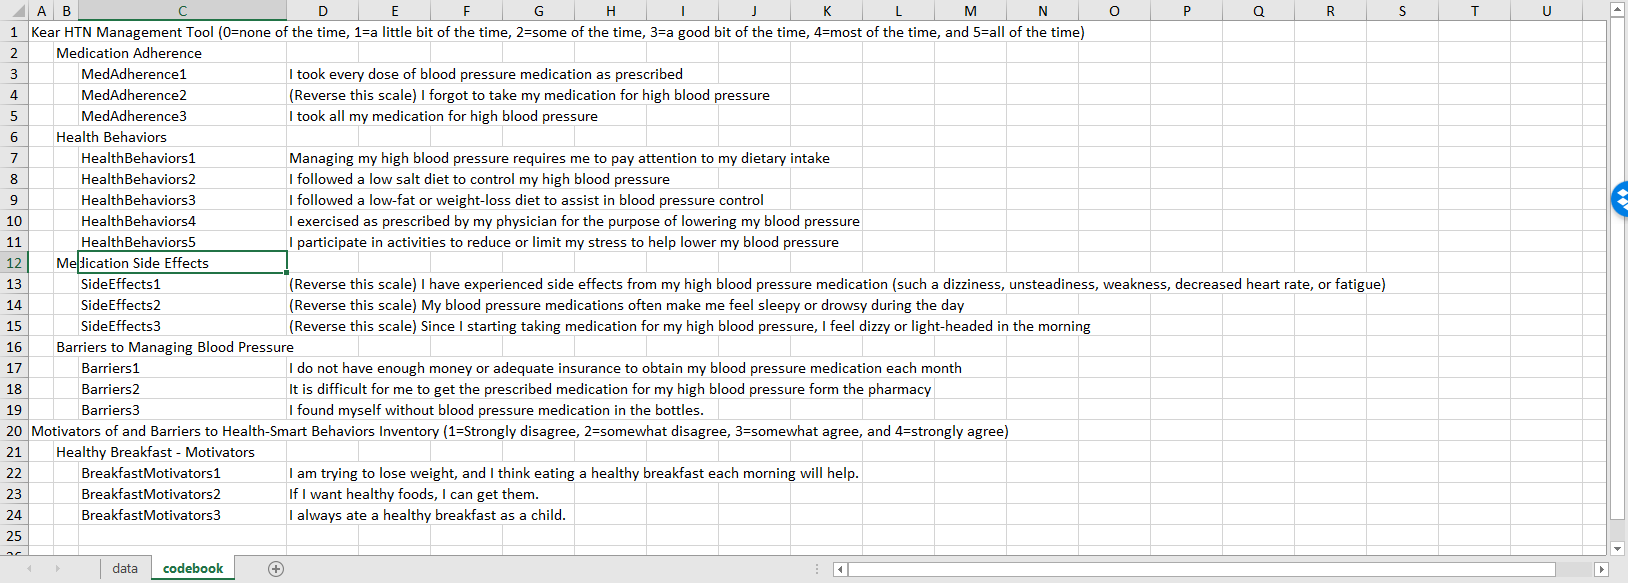 A B C D E F G H I J K L M N O P Q R S T U
1 Kear HTN Management Tool (0=none of the time, 1=a little bit of the time, 2=some of the time, 3=a good bit of the time, 4=most of the time, and 5=all of the time)
2 Medication Adherence
3 MedAdherence1 I took every dose of blood pressure medication as prescribed
4 MedAdherence2 (Reverse this scale) I forgot to take my medication for high blood pressure
5 MedAdherence3 I took all my medication for high blood pressure
6 Health Behaviors
7 HealthBehaviors1 Managing my high blood pressure requires me to pay attention to my dietary intake
8 HealthBehaviors2 I followed a low salt diet to control my high blood pressure
9 HealthBehaviors3 I followed a low-fat or weight-loss diet to assist in blood pressure control
10 HealthBehaviors4 I exercised as prescribed by my physician for the purpose of lowering my blood pressure
11 HealthBehaviors5 I participate in activities to reduce or limit my stress to help lower my blood pressure
12 Medication Side Effects
13 SideEffects1 (Reverse this scale) I have experienced side effects from my high blood pressure medication (such a dizziness, unsteadiness, weakness, decreased heart rate, or fatigue)
14 SideEffects2 (Reverse this scale) My blood pressure medications often make me feel sleepy or drowsy during the day
15 SideEffects3 (Reverse this scale) Since I starting taking medication for my high blood pressure, I feel dizzy or light-headed in the morning
16 Barriers to Managing Blood Pressure
17 Barriers1 I do not have enough money or adequate insurance to obtain my blood pressure medication each month
18 Barriers2 It is difficult for me to get the prescribed medication for my high blood pressure form the pharmacy
19 Barriers3 I found myself without blood pressure medication in the bottles.
20 Motivators of and Barriers to Health-Smart Behaviors Inventory (1=Strongly disagree, 2=somewhat disagree, 3=somewhat agree, and 4=strongly agree)
21 Healthy Breakfast - Motivators
22 BreakfastMotivators1 I am trying to lose weight, and I think eating a healthy breakfast each morning will help.
23 BreakfastMotivators2 If I want healthy foods, I can get them.
24 BreakfastMotivators3 I always ate a healthy breakfast as a child.
25
data codebook